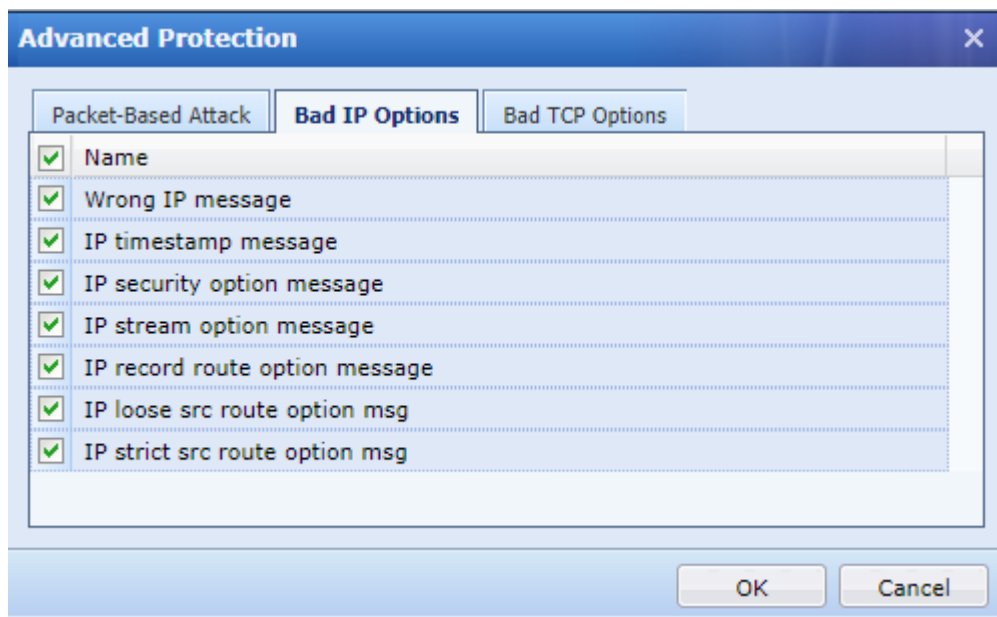 Advanced Protection
Packet-Based Attack Bad IP Options Bad TCP Options
Name
Wrong IP message
IP timestamp message
IP security option message
IP stream option message
IP record route option message
IP loose src route option msg
IP strict src route option msg
OK Cancel